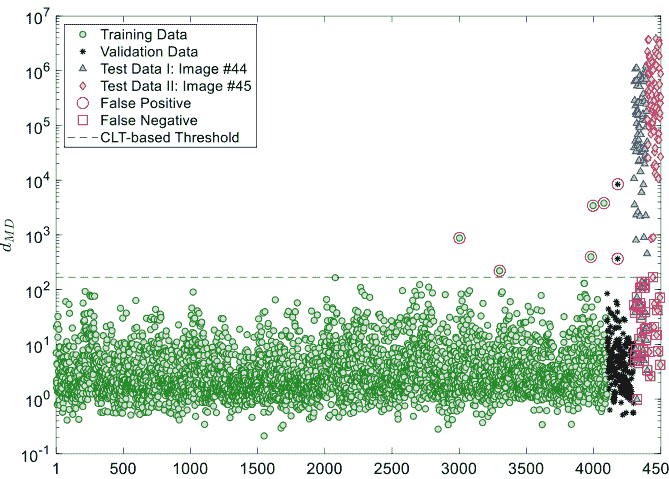 10^7
10^6
10^5
10^4
10^3
10^2
10^1
10^0
10^-1
d_MD
Training Data
Validation Data
Test Data I: Image #44
Test Data II: Image #45
False Positive
False Negative
CLT-based Threshold
1 500 1000 1500 2000 2500 3000 3500 4000 450